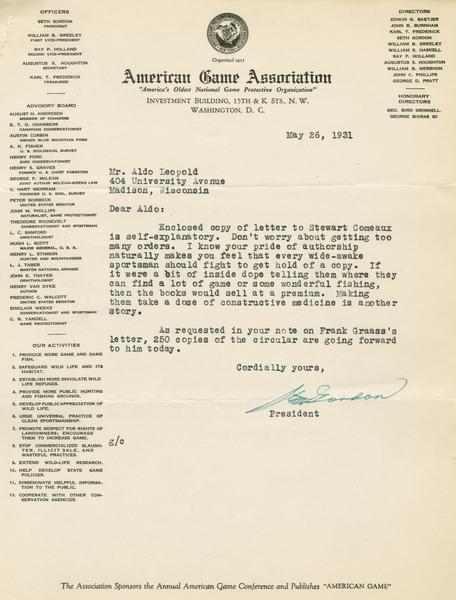 OFFICERS
SETH GORDON
PRESIDENT
WILLIAM B. GREELEY
FIRST VICE-PRESIDENT
RAY P. HOLLAND
SECOND VICE-PRESIDENT
AUGUSTUS S. HOUGHTON
SECRETARY
KARL T. FREDERICK
TREASURER
ADVISORY BOARD
AUGUST H. ANDRESEN
MEMBER OF CONGRESS
E. T. D. CHAMBERS
CANADIAN CONSERVATIONIST
AUSTIN CORBIN
OWNER BLUE MOUNTAIN PARK
A. K. FISHER
U. S. BIOLOGICAL SURVEY
HENRY FORD
BIRD CONSERVATIONIST
HENRY S. GRAVES
FORMER U. S. CHIEF FORESTER
GEORGE P. McLEAN
JOINT AUTHOR McLEAN-WEEKS LAW
C. HART MERRIAM
FOUNDER U. S. BIOL. SURVEY
PETER NORBECK
UNITED STATES SENATOR
JOHN M. PHILLIPS
NATURALIST, GAME PROTECTIONIST
THEODORE ROOSEVELT
CONSERVATIONIST AND SPORTSMAN
L. C. SANFORD
ORNITHOLOGIST
HUGH L. SCOTT
MAJOR GENERAL, U. S. A.
HENRY L. STIMSON
HUNTER AND MOUNTAINEER
L. J. TABER
MASTER NATIONAL GRANGE
JOHN E. THAYER
ORNITHOLOGIST
HENRY VAN DYKE
AUTHOR
FREDERIC C. WALCOTT
UNITED STATES SENATOR
SINCLAIR WEEKS
CONSERVATIONIST AND SPORTSMAN
C. B. YANDELL
GAME PROTECTIONIST
OUR ACTIVITIES
1. PRODUCE MORE GAME AND GAME
FISH.
2. SAFEGUARD WILD LIFE AND ITS
HABITAT.
3. ESTABLISH MORE INVIOLATE WILD
LIFE REFUGES.
4. PROVIDE MORE PUBLIC HUNTING
AND FISHING GROUNDS.
5. DEVELOP PUBLIC APPRECIATION OF
WILD LIFE.
6. URGE UNIVERSAL PRACTICE OF
CLEAN SPORTSMANSHIP.
7. PROMOTE RESPECT FOR RIGHTS OF
LANDOWNERS; ENCOURAGE
THEM TO INCREASE GAME.
8. STOP COMMERCIALIZED SLAUGH-
TER, ILLICIT SALE, AND
WASTEFUL PRACTICES.
9. EXTEND WILD-LIFE RESEARCH.
10. HELP DEVELOP STATE GAME
POLICIES.
11. DISSEMINATE HELPFUL INFORMA-
TION TO THE PUBLIC.
12. COOPERATE WITH OTHER CON-
SERVATION AGENCIES.
Organized 1911
American Game Association
"America's Oldest National Game Protective Organization"
INVESTMENT BUILDING, 15TH & K STS. N. W.
WASHINGTON, D. C.
DIRECTORS
EDWIN G. BAETJER
JOHN B. BURNHAM
KARL T. FREDERICK
SETH GORDON
WILLIAM B. GREELEY
WILLIAM S. HASKELL
RAY P. HOLLAND
AUGUSTUS S. HOUGHTON
WILLIAM B. MERSHON
JOHN C. PHILLIPS
GEORGE D. PRATT
HONORARY
DIRECTORS
GEO. BIRD GRINNELL
GEORGE SHIRAS 3D
May 26, 1931
Mr. Aldo Leopold
404 University Avenue
Madison, Wisconsin
Dear Aldo:
Enclosed copy of letter to Stewart Comeaux
is self-explanatory. Don't worry about getting too
many orders. I know your pride of authorship
naturally makes you feel that every wide-awake
sportsman should fight to get hold of a copy. If
it were a bit of inside dope telling them where they
can find a lot of game or some wonderful fishing,
then the books would sell at a premium. Making
them take a dose of constructive medicine is another
story.
As requested in your note on Frank Graass's
letter, 250 copies of the circular are going forward
to him today.
Cordially yours,
Seth Gordon
President
g/c
The Association Sponsors the Annual American Game Conference and Publishes "AMERICAN GAME"